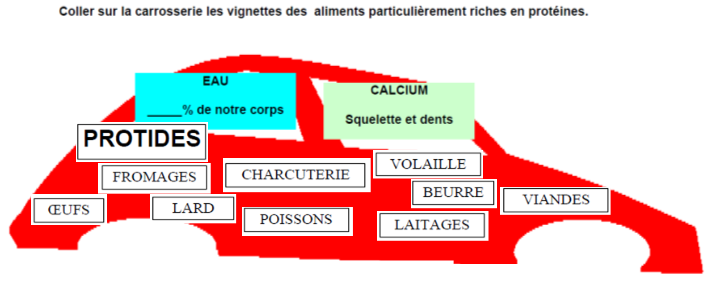 Coller sur la carrosserie les vignettes des aliments particulièrement riches en protéines.
EAU
_____% de notre corps
CALCIUM
Squelette et dents
PROTIDES
FROMAGES
CHARCUTERIE
VOLAILLE
BEURRE
VIANDES
ŒUFS
LARD
POISSONS
LAITAGES